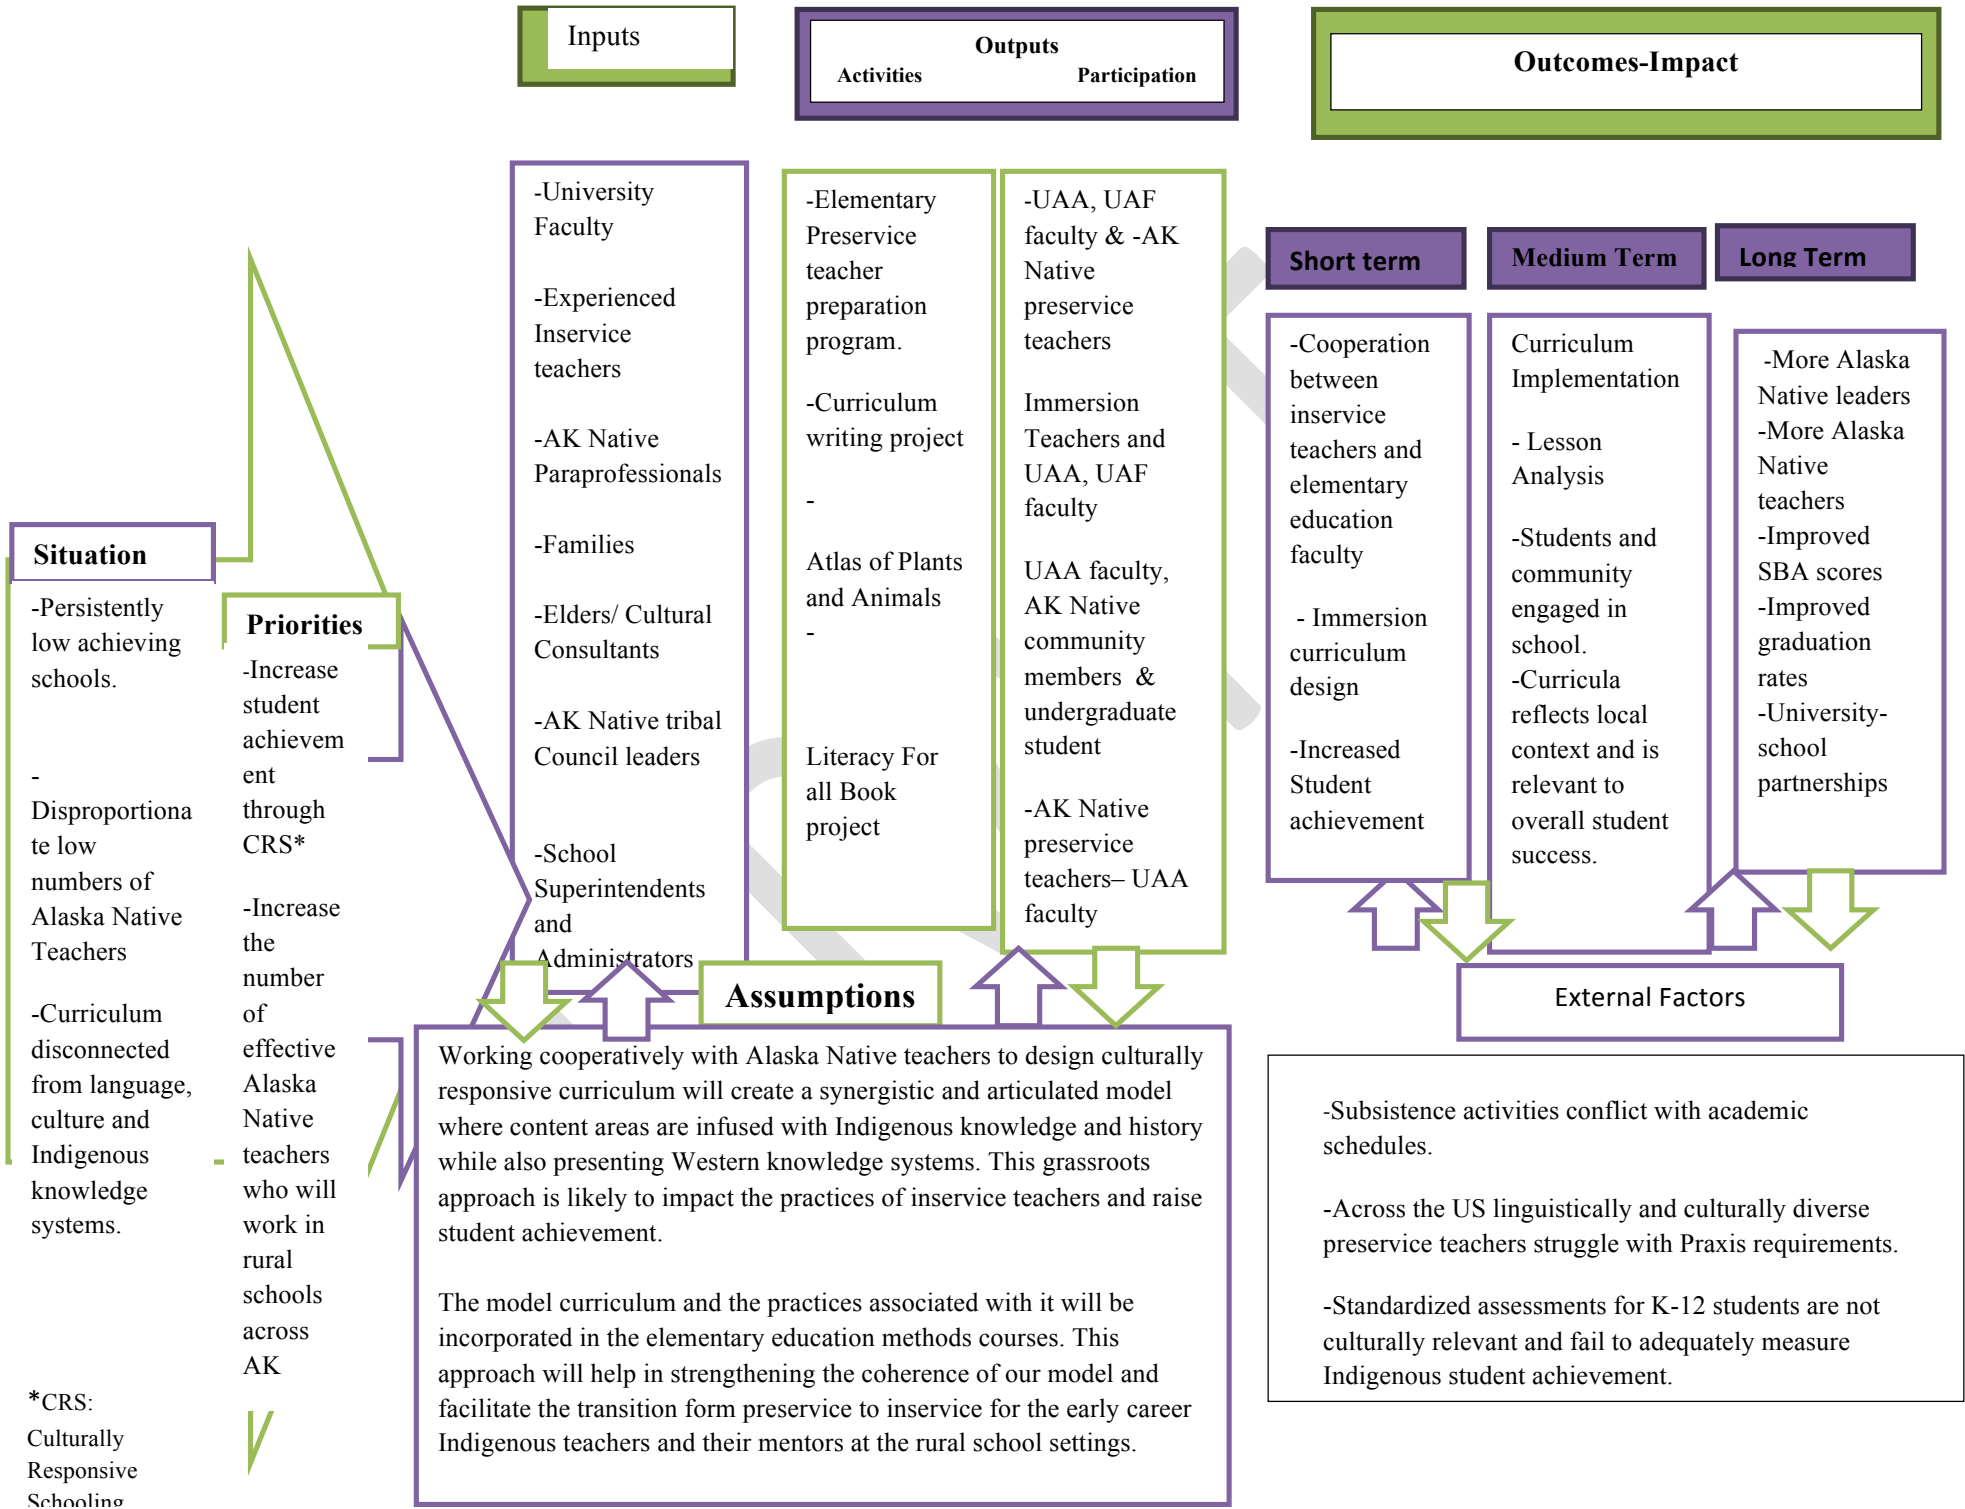 Inputs
Outputs
Activities Participation
Outcomes-Impact
-University
Faculty
-Experienced
Inservice
teachers
-AK Native
Paraprofessionals
-Families
-Elders/ Cultural
Consultants
-AK Native tribal
Council leaders
-School
Superintendents
and
Administrators
-Elementary
Preservice
teacher
preparation
program.
-Curriculum
writing project
-
Atlas of Plants
and Animals
-
Literacy For
all Book
project
-UAA, UAF
faculty & -AK
Native
preservice
teachers
Immersion
Teachers and
UAA, UAF
faculty
UAA faculty,
AK Native
community
members &
undergraduate
student
-AK Native
preservice
teachers– UAA
faculty
Short term
-Cooperation
between
inservice
teachers and
elementary
education
faculty
- Immersion
curriculum
design
-Increased
Student
achievement
Medium Term
Curriculum
Implementation
- Lesson
Analysis
-Students and
community
engaged in
school.
-Curricula
reflects local
context and is
relevant to
overall student
success.
Long Term
-More Alaska
Native leaders
-More Alaska
Native
teachers
-Improved
SBA scores
-Improved
graduation
rates
-University-
school
partnerships
Situation
-Persistently
low achieving
schools.
-
Disproportiona
te low
numbers of
Alaska Native
Teachers
-Curriculum
disconnected
from language,
culture and
Indigenous
knowledge
systems.
*CRS:
Culturally
Responsive
Schooling
Priorities
-Increase
student
achievem
ent
through
CRS*
-Increase
the
number
of
effective
Alaska
Native
teachers
who will
work in
rural
schools
across
AK
Assumptions
Working cooperatively with Alaska Native teachers to design culturally
responsive curriculum will create a synergistic and articulated model
where content areas are infused with Indigenous knowledge and history
while also presenting Western knowledge systems. This grassroots
approach is likely to impact the practices of inservice teachers and raise
student achievement.
The model curriculum and the practices associated with it will be
incorporated in the elementary education methods courses. This
approach will help in strengthening the coherence of our model and
facilitate the transition form preservice to inservice for the early career
Indigenous teachers and their mentors at the rural school settings.
External Factors
-Subsistence activities conflict with academic
schedules.
-Across the US linguistically and culturally diverse
preservice teachers struggle with Praxis requirements.
-Standardized assessments for K-12 students are not
culturally relevant and fail to adequately measure
Indigenous student achievement.